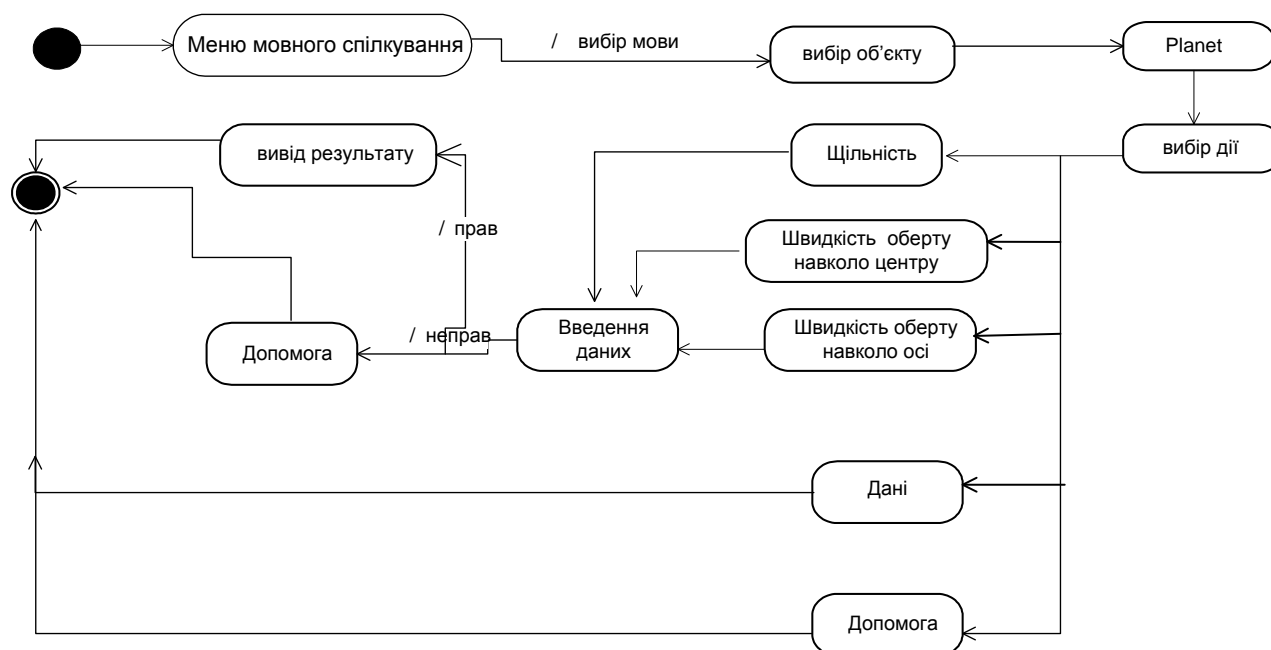 Меню мовного спілкування
/ вибір мови
вибір об’єкту
Planet
вивід результату
Щільність
вибір дії
/ прав
Швидкість оберту
навколо центру
/ неправ
Допомога
Введення
даних
Швидкість оберту
навколо осі
Дані
Допомога